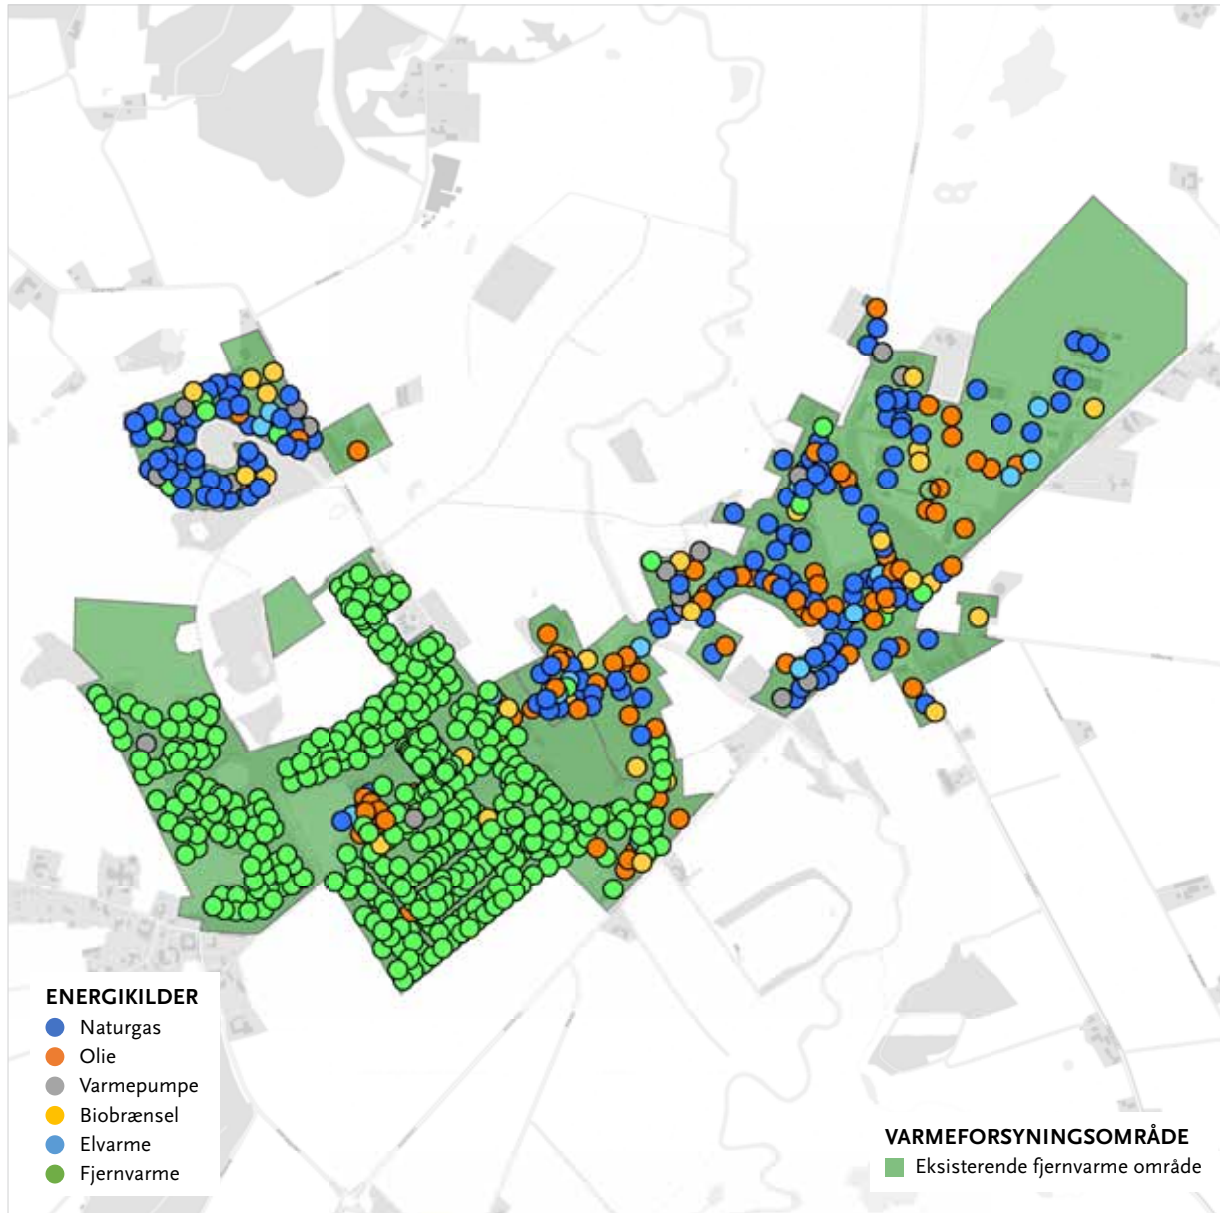 ENERGIKILDER
Naturgas
Olie
Varmepumpe
Biobrænsel
Elvarme
Fjernvarme
VARMEFORSYNINGSOMRÅDE
Eksisterende fjernvarme område